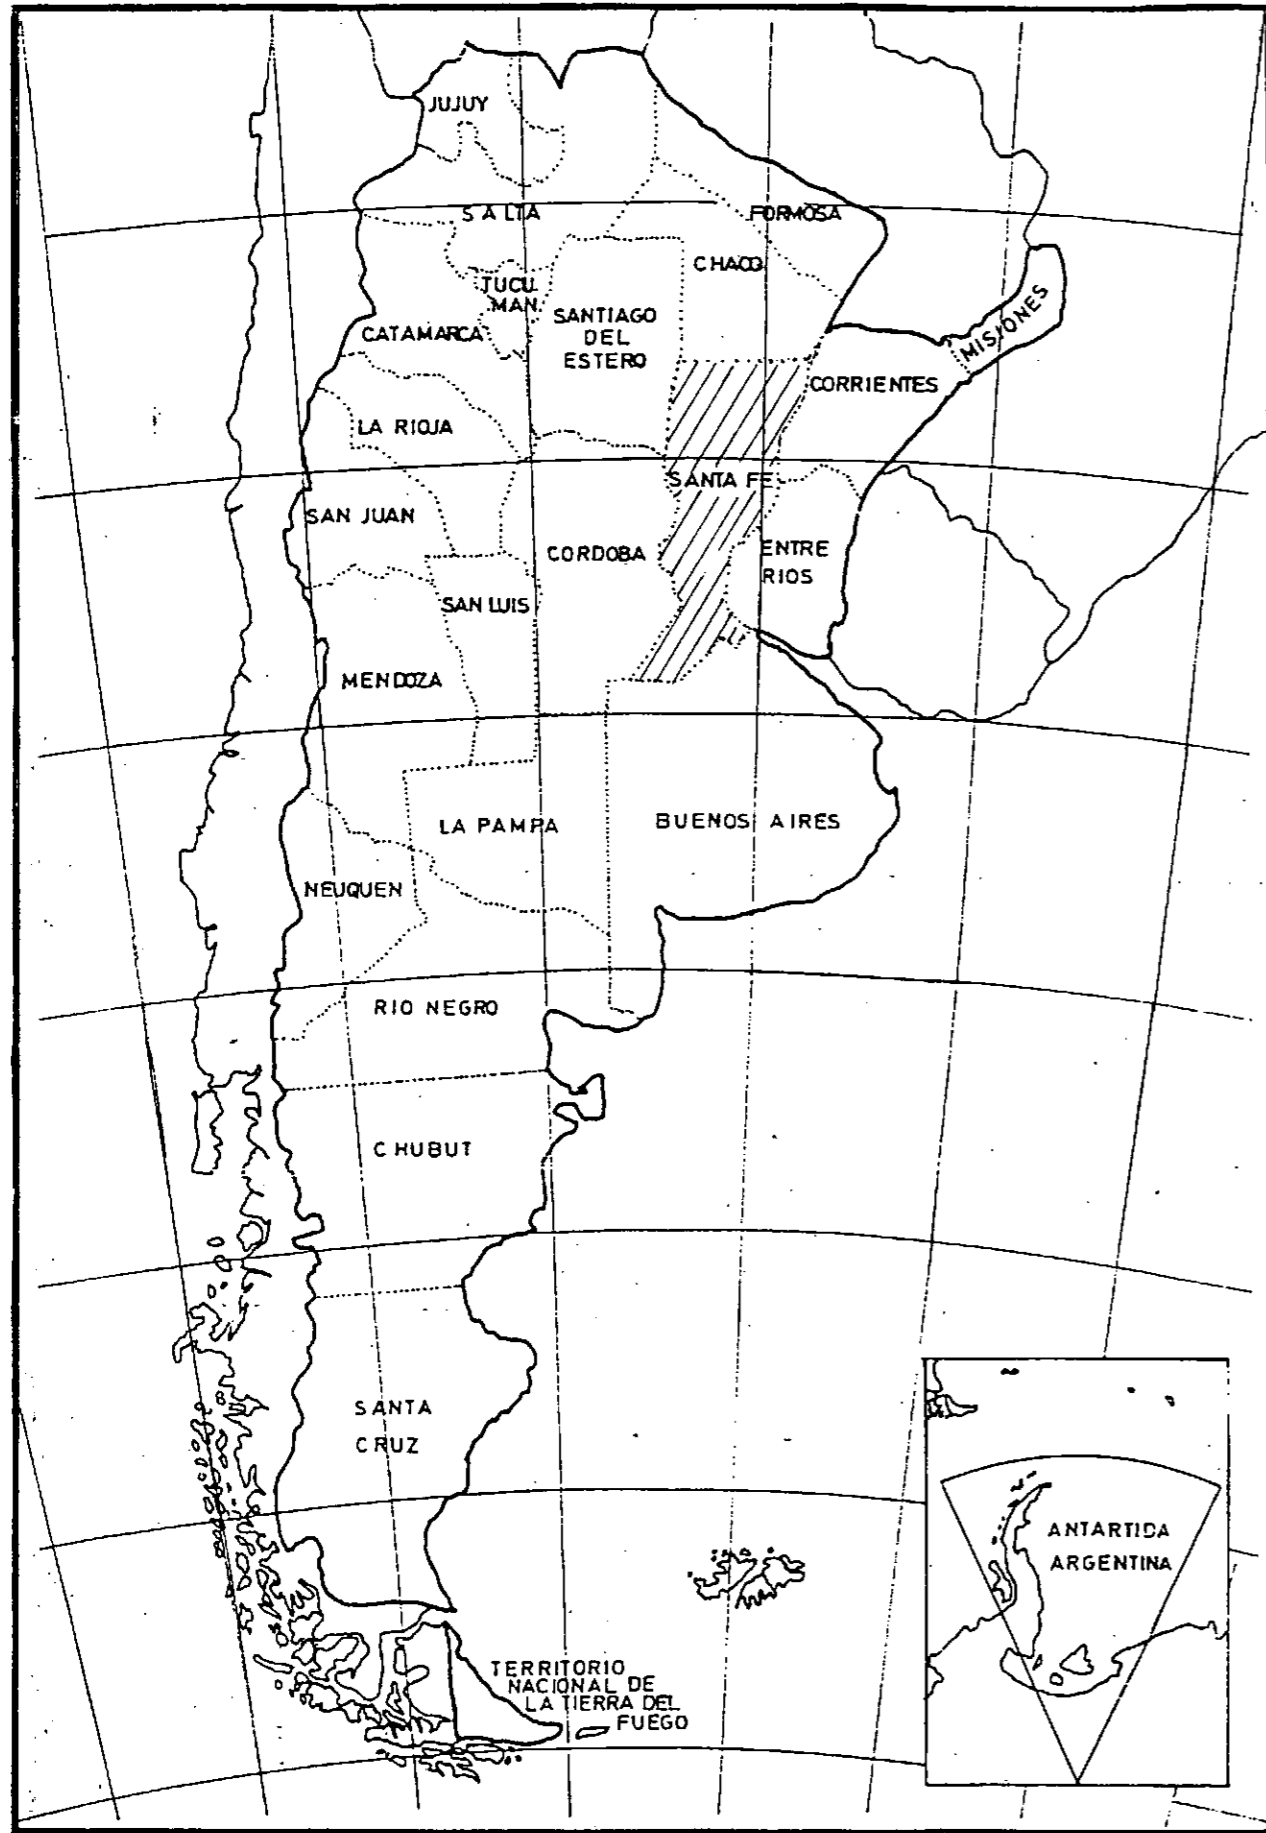 JUJUY
SALTA
FORMOSA
CHACO
TUCU
MAN
SANTIAGO
DEL
ESTERO
CATAMARCA
MISIONES
CORRIENTES
LA RIOJA
SANTA FE
SAN JUAN
CORDOBA
ENTRE
RIOS
SAN LUIS
MENDOZA
LA PAMPA
BUENOS AIRES
NEUQUEN
RIO NEGRO
CHUBUT
SANTA
CRUZ
ANTARTIDA
ARGENTINA
TERRITORIO
NACIONAL DE
LA TIERRA DEL
FUEGO